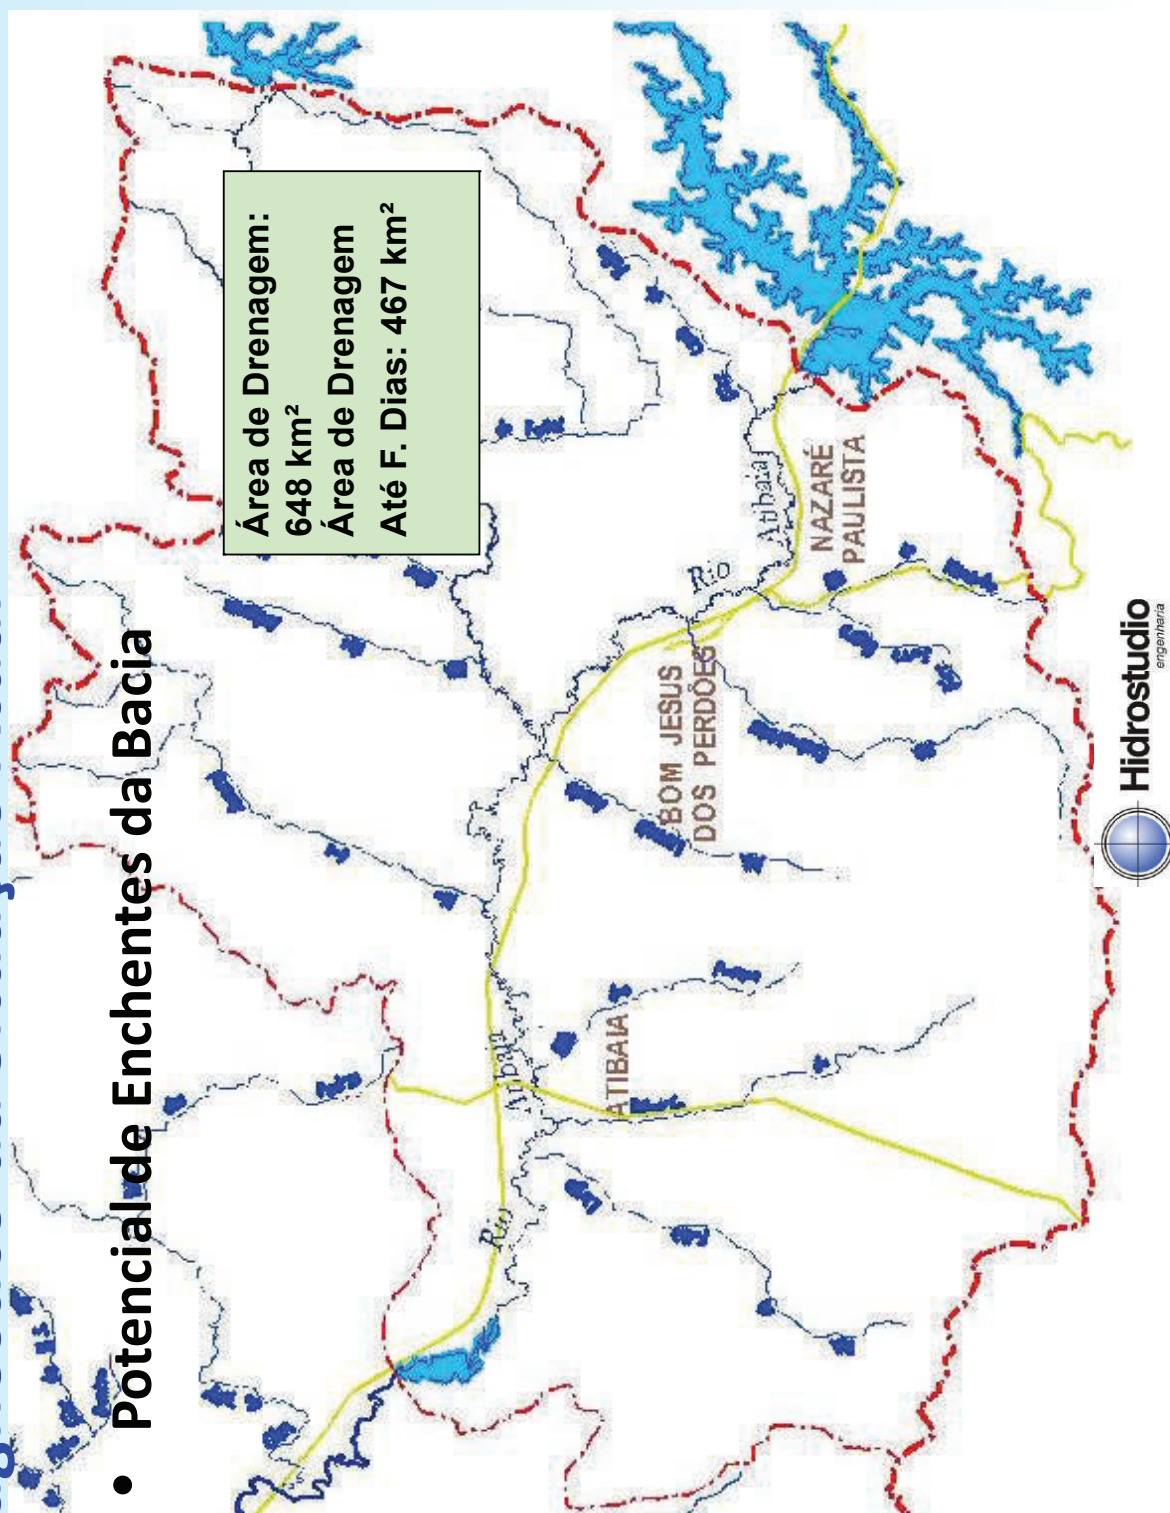 • Potencial de Enchentes da Bacia
Área de Drenagem:
648 km²
Área de Drenagem
Até F. Dias: 467 km²
Rio
Atibaia
ATIBAIA
BOM JESUS
DOS PERDÕES
Rio
Atibaia
NAZARÉ
PAULISTA
Hidrostudio
engenharia